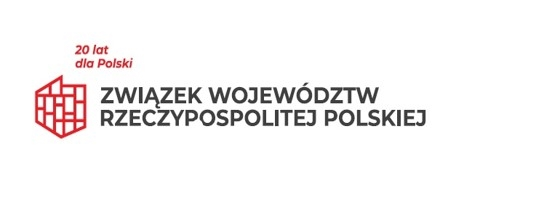 20 lat
dla Polski
ZWIĄZEK WOJEWÓDZTW
RZECZYPOSPOLITEJ POLSKIEJ